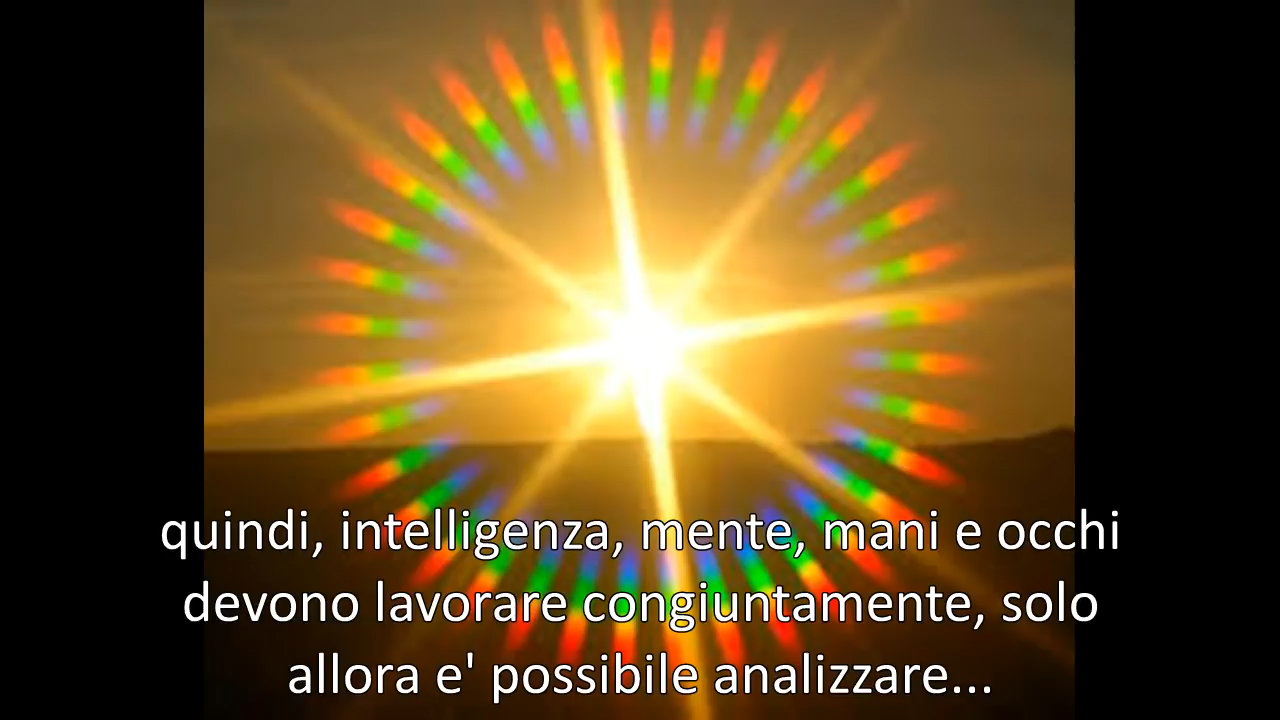 quindi, intelligenza, mente, mani e occhi
devono lavorare congiuntamente, solo
allora e' possibile analizzare...